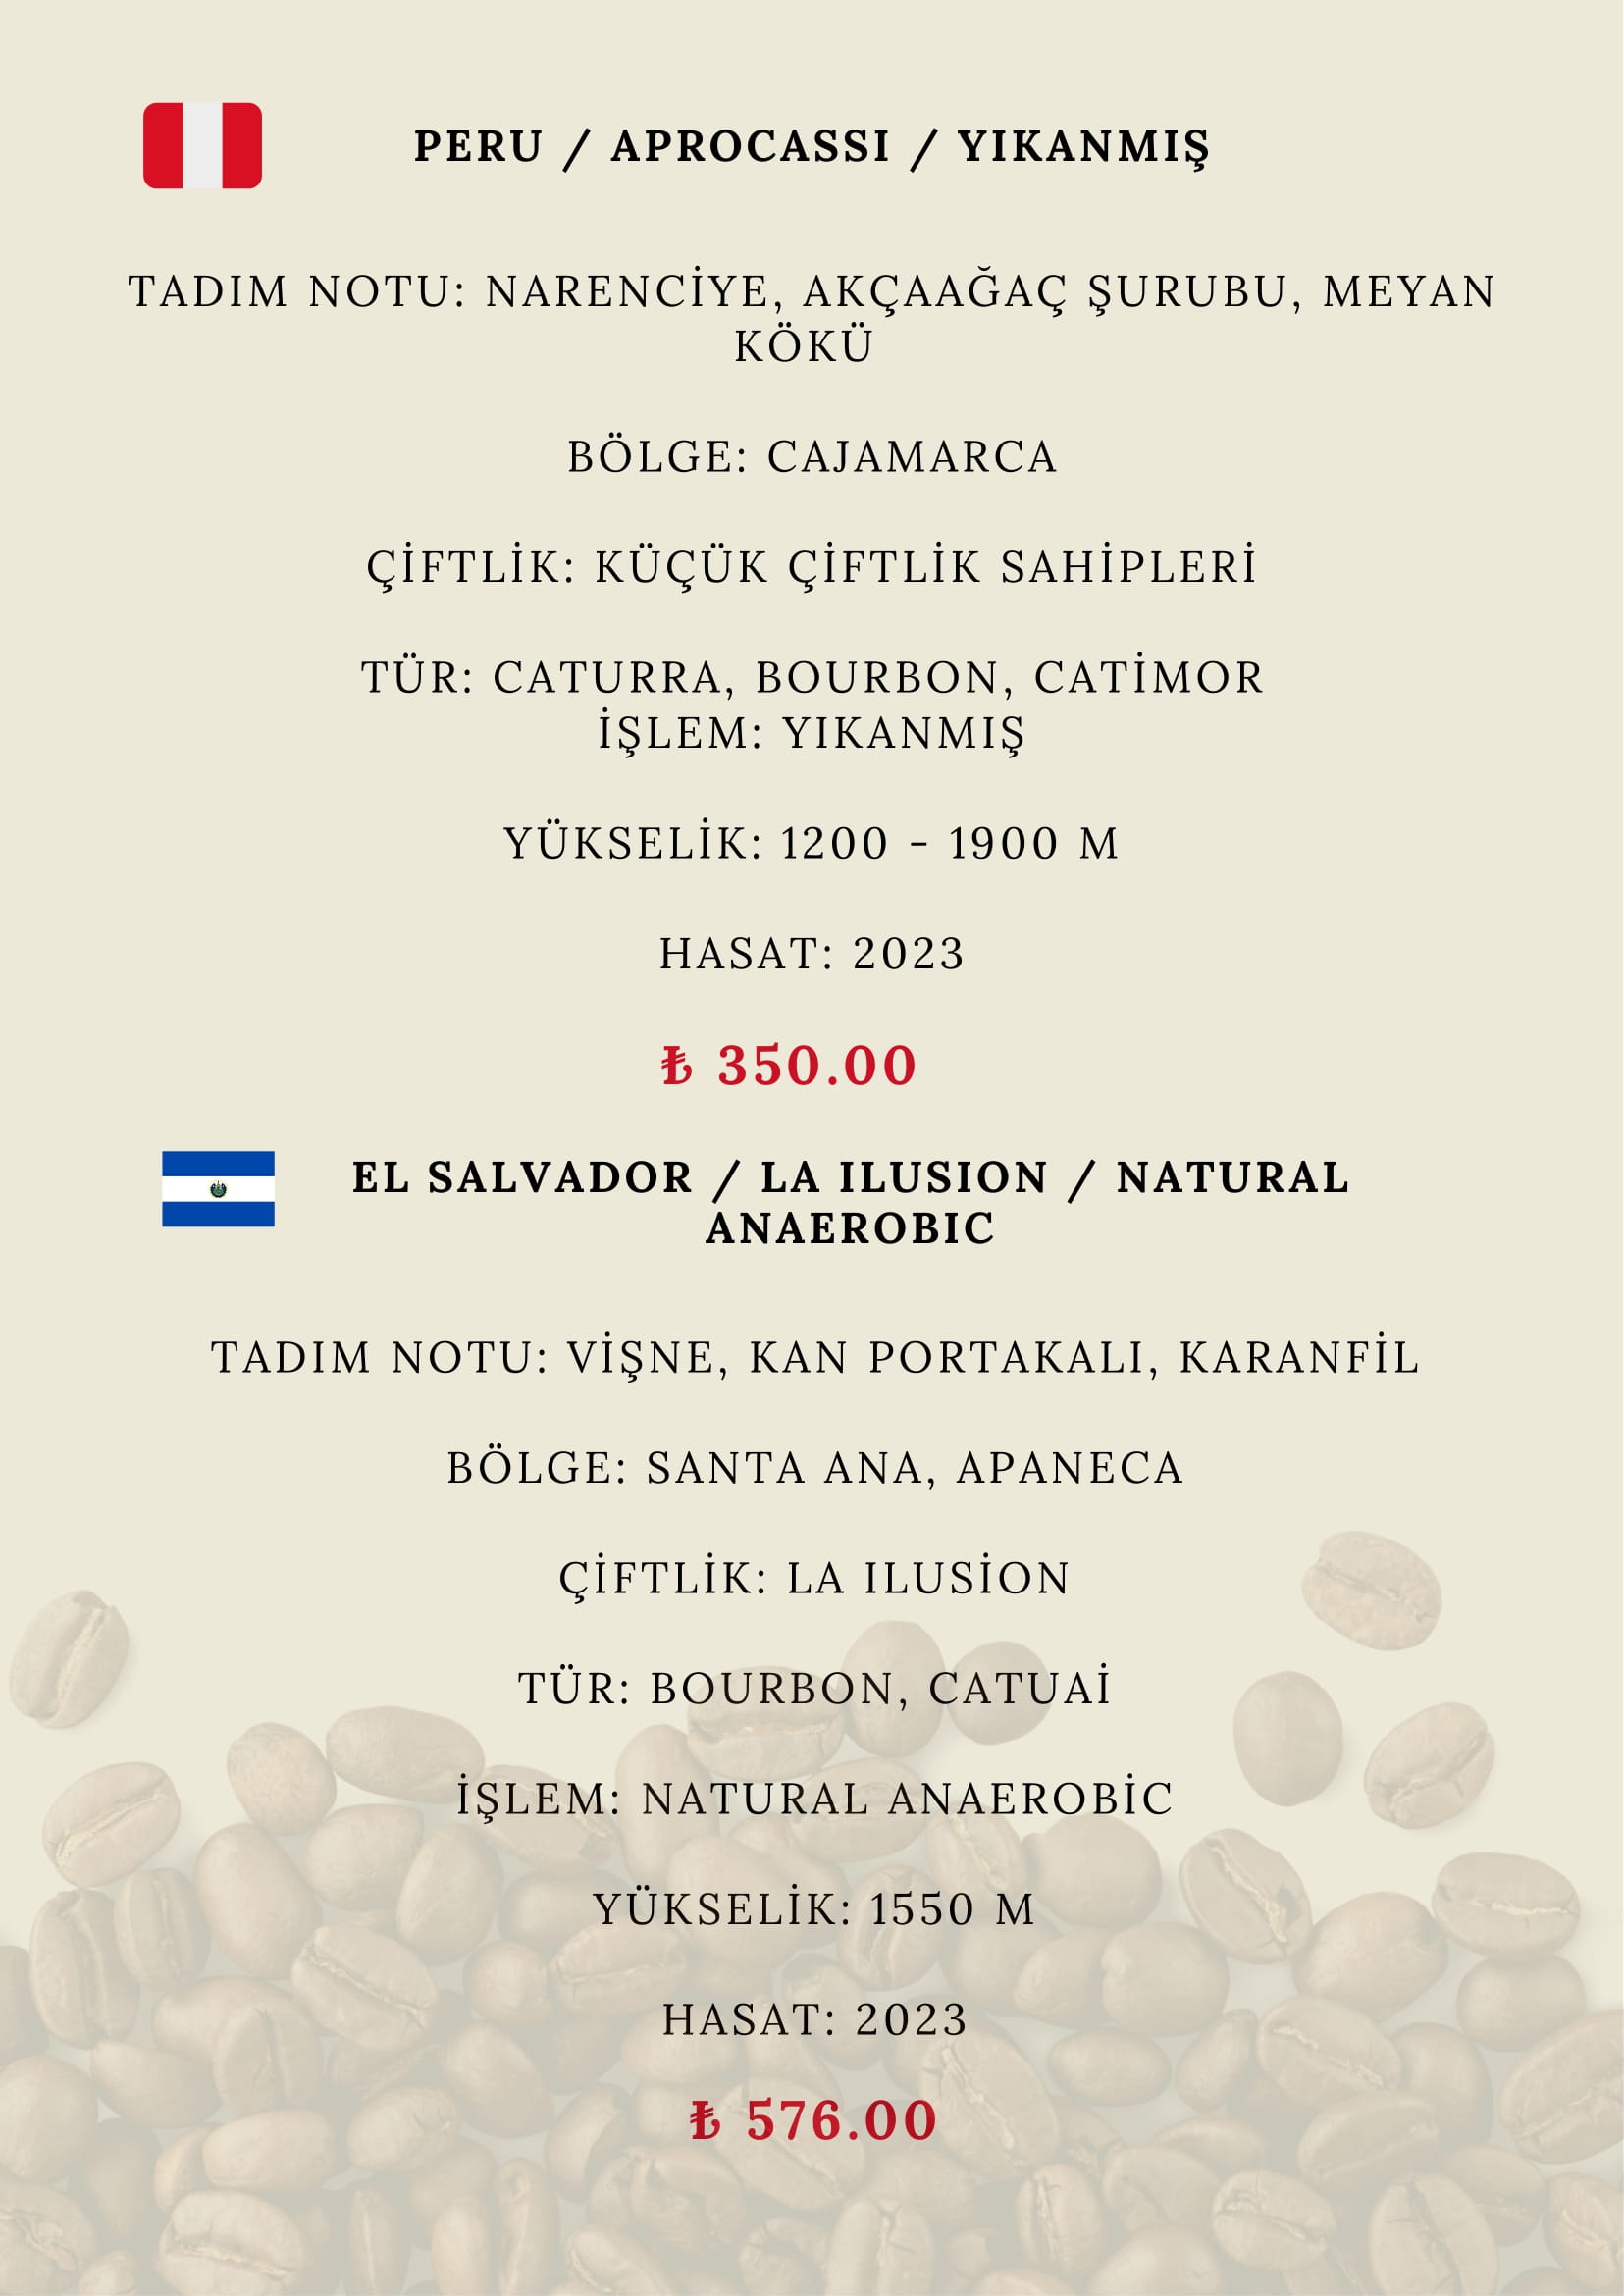 PERU / APROCASSI / YIKANMIŞ
TADIM NOTU: NARENCİYE, AKÇAAĞAÇ ŞURUBU, MEYAN
KÖKÜ
BÖLGE: CAJAMARCA
ÇİFTLİK: KÜÇÜK ÇİFTLİK SAHİPLERİ
TÜR: CATURRA, BOURBON, CATİMOR
İŞLEM: YIKANMIŞ
YÜKSELİK: 1200 - 1900 M
HASAT: 2023
₺ 350.00
EL SALVADOR / LA ILUSION / NATURAL
ANAEROBIC
TADIM NOTU: VİŞNE, KAN PORTAKALI, KARANFİL
BÖLGE: SANTA ANA, APANECA
ÇİFTLİK: LA ILUSİON
TÜR: BOURBON, CATUAİ
İŞLEM: NATURAL ANAEROBİC
YÜKSELİK: 1550 M
HASAT: 2023
₺ 576.00